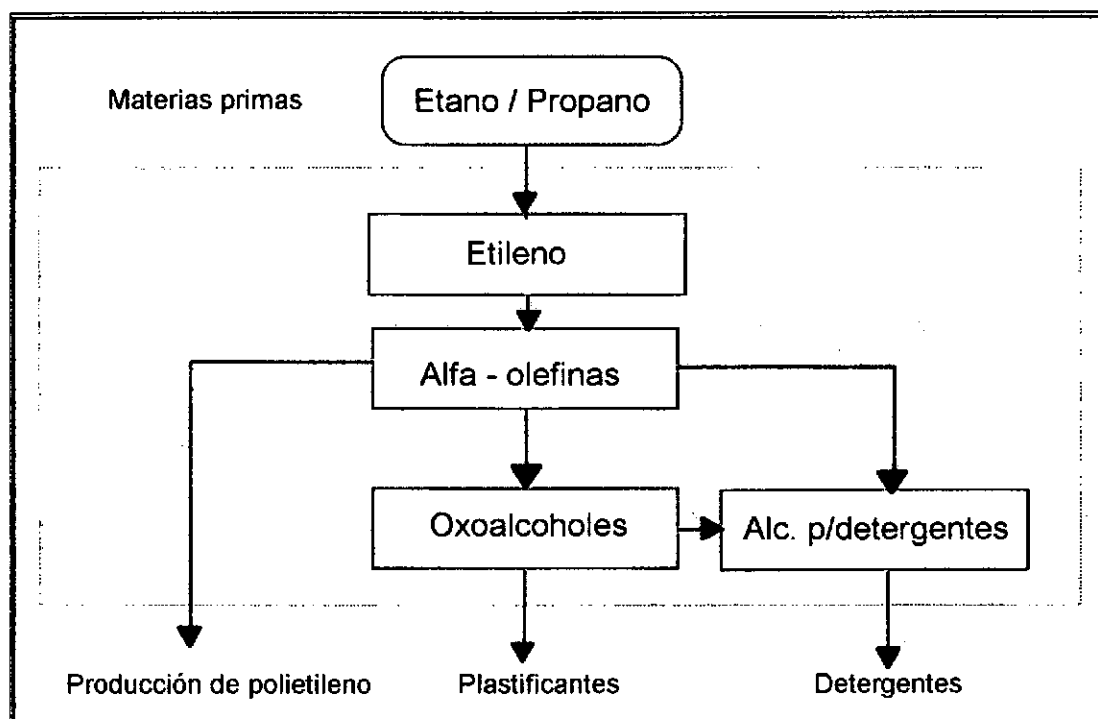 Materias primas
Etano / Propano
Etileno
Alfa - olefinas
Oxoalcoholes
Alc. p/detergentes
Producción de polietileno
Plastificantes
Detergentes